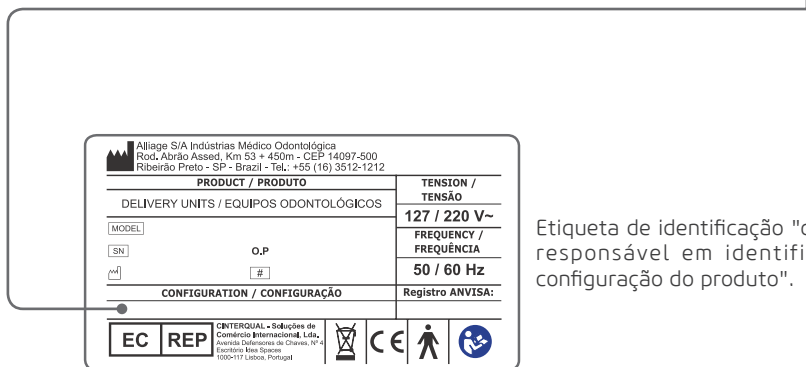 Alliage S/A Indústrias Médico Odontológica
Rod. Abrão Assed, Km 53 + 450m - CEP 14097-500
Ribeirão Preto - SP - Brazil - Tel.: +55 (16) 3512-1212
PRODUCT / PRODUTO
DELIVERY UNITS / EQUIPOS ODONTOLÓGICOS
MODEL
SN
O.P
#
CONFIGURATION / CONFIGURAÇÃO
TENSION /
TENSÃO
127 / 220 V~
FREQUENCY /
FREQUÊNCIA
50 / 60 Hz
Registro ANVISA:
EC REP
CINTERQUAL - Soluções de
Comércio Internacional, Lda.
Avenida Defensores de Chaves, Nº 4
Escritório Idea Spaces
1000-117 Lisboa, Portugal
CE
Etiqueta de identificação
responsável em
configuração do produto".